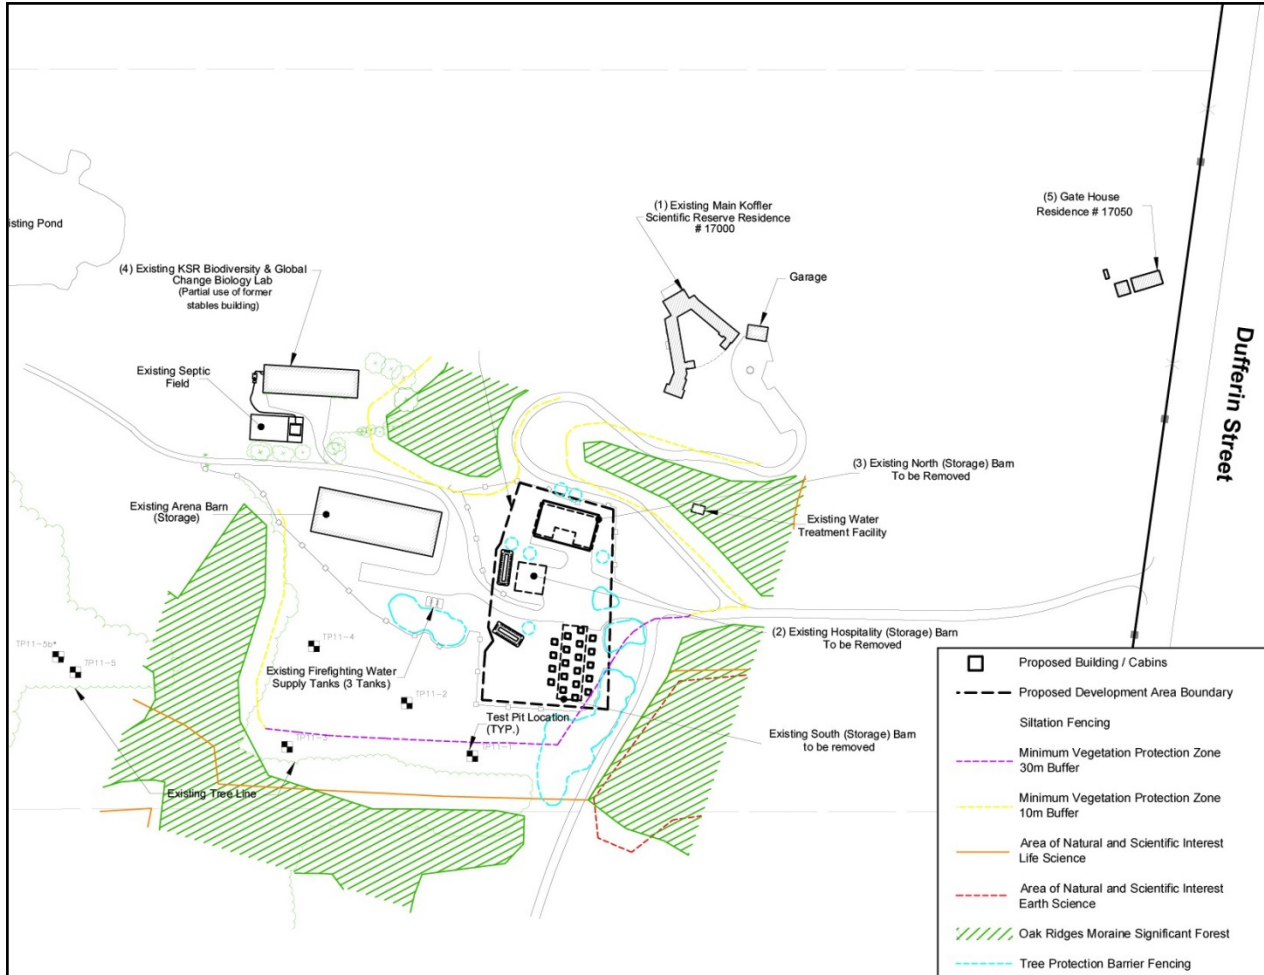 (1) Existing Main Koffler
Scientific Reserve Residence
# 17000
(5) Gate House
Residence # 17050
isting Pond
(4) Existing KSR Biodiversity & Global
Change Biology Lab
(Partial use of former
stables building)
Garage
Dufferin Street
Existing Septic
Field
(3) Existing North (Storage) Barn
To be Removed
Existing Arena Barn
(Storage)
Existing Water
Treatment Facility
TP11-5b*
TP11-5
TP11-4
(2) Existing Hospitality (Storage) Barn
To be Removed
Existing Firefighting Water
Supply Tanks (3 Tanks)
TP11-2
Test Pit Location
(TYP.)
TP11-3
TP11-1
Existing South (Storage) Barn
to be removed
Existing Tree Line
Proposed Building / Cabins
Proposed Development Area Boundary
Siltation Fencing
Minimum Vegetation Protection Zone
30m Buffer
Minimum Vegetation Protection Zone
10m Buffer
Area of Natural and Scientific Interest
Life Science
Area of Natural and Scientific Interest
Earth Science
Oak Ridges Moraine Significant Forest
Tree Protection Barrier Fencing